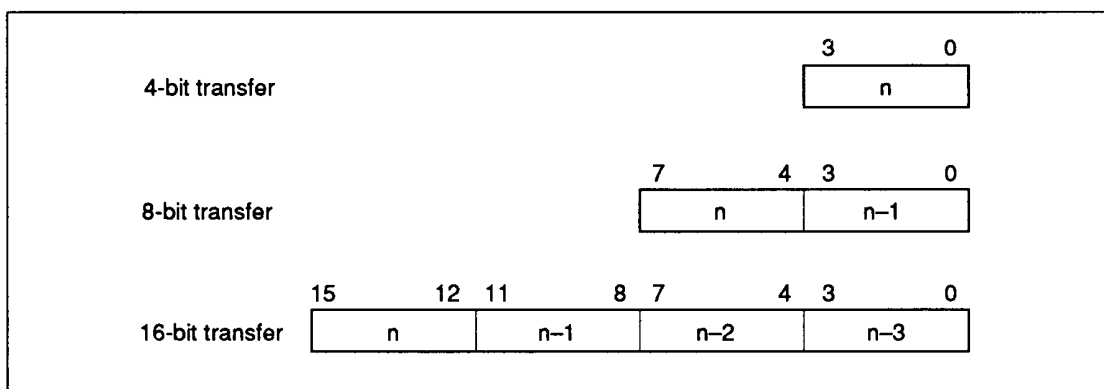 3 0
4-bit transfer n
7 4 3 0
8-bit transfer n n–1
15 12 11 8 7 4 3 0
16-bit transfer n n–1 n–2 n–3